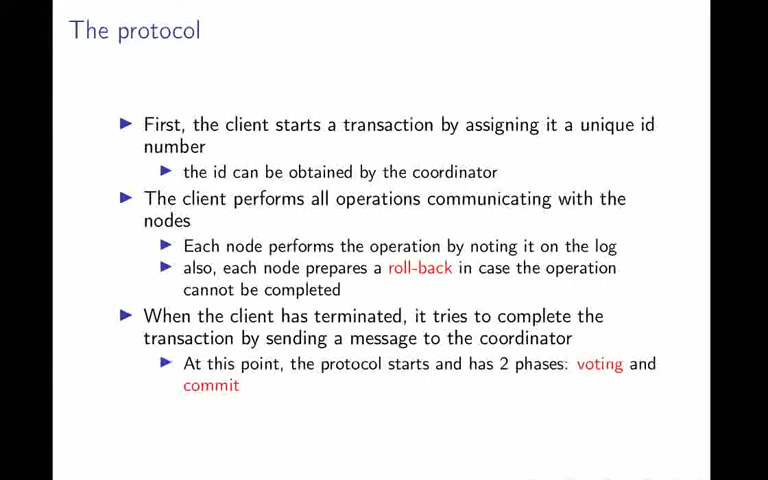 The protocol
First, the client starts a transaction by assigning it a unique id
number
the id can be obtained by the coordinator
The client performs all operations communicating with the
nodes
Each node performs the operation by noting it on the log
also, each node prepares a roll-back in case the operation
cannot be completed
When the client has terminated, it tries to complete the
transaction by sending a message to the coordinator
At this point, the protocol starts and has 2 phases: voting and
commit